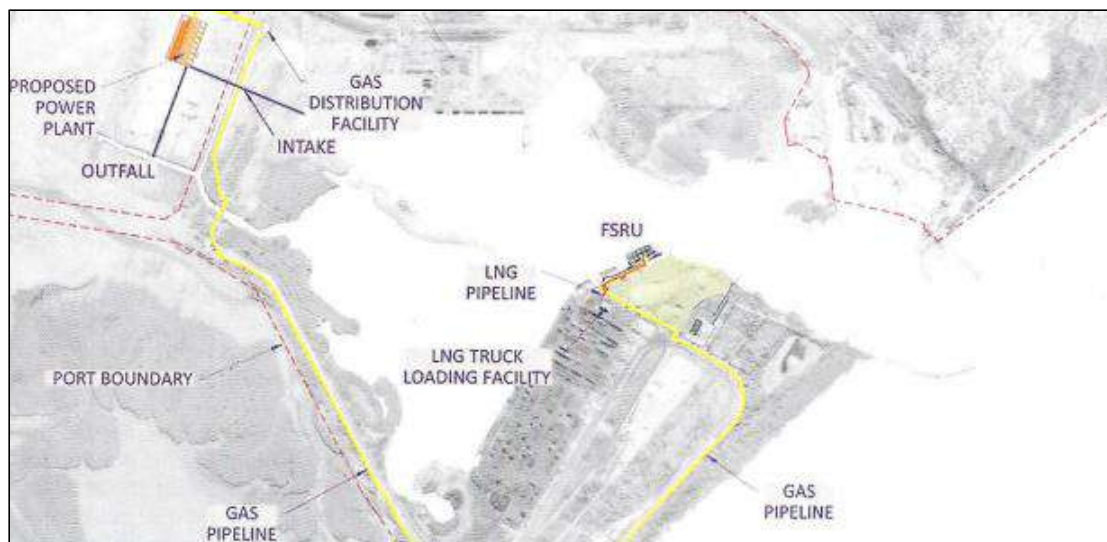 PROPOSED
POWER
PLANT
GAS
DISTRIBUTION
FACILITY
INTAKE
OUTFALL
FSRU
LNG
PIPELINE
LNG TRUCK
LOADING FACILITY
PORT BOUNDARY
GAS
PIPELINE
GAS
PIPELINE